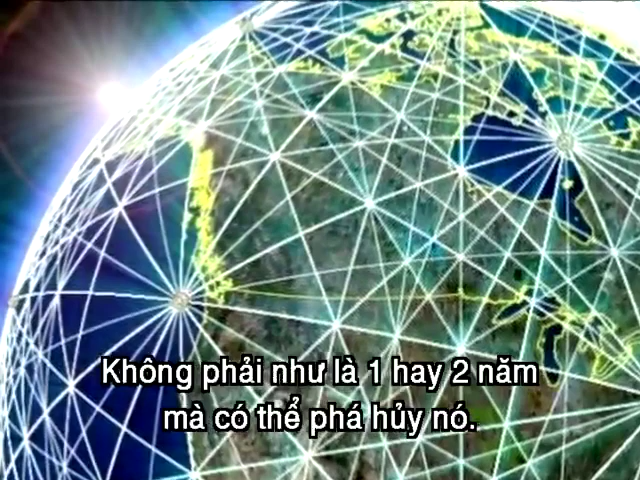 Không phải như là 1 hay 2 năm
mà có thể phá hủy nó.